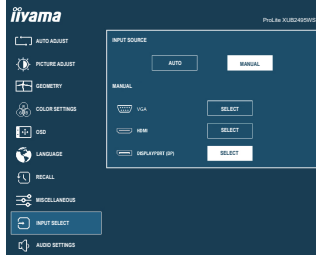 iiyama
ProLite XUB2495WS
AUTO ADJUST
PICTURE ADJUST
GEOMETRY
COLOR SETTINGS
OSD
LANGUAGE
RECALL
MISCELLANEOUS
INPUT SELECT
AUDIO SETTINGS
INPUT SOURCE
AUTO
MANUAL
MANUAL
VGA
SELECT
HDMI
SELECT
DISPLAYPORT (DP)
SELECT